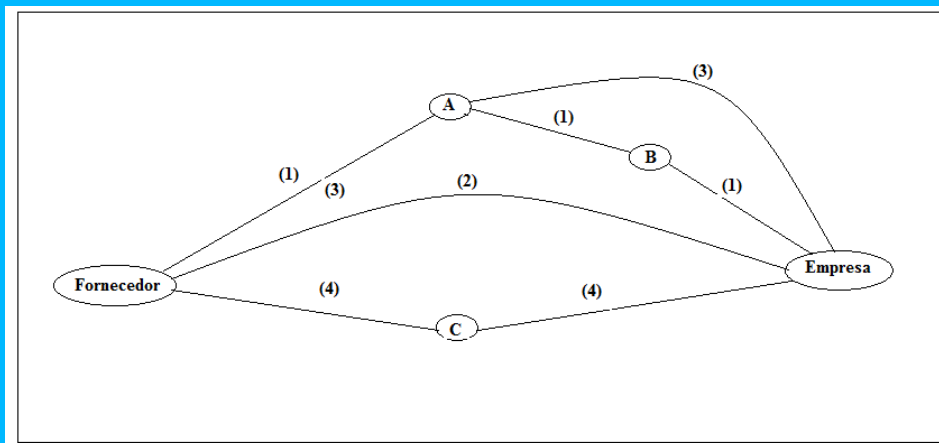 (3)
A
(1)
B
(1)
(3)
(2)
(1)
Fornecedor
Empresa
(4)
(4)
C